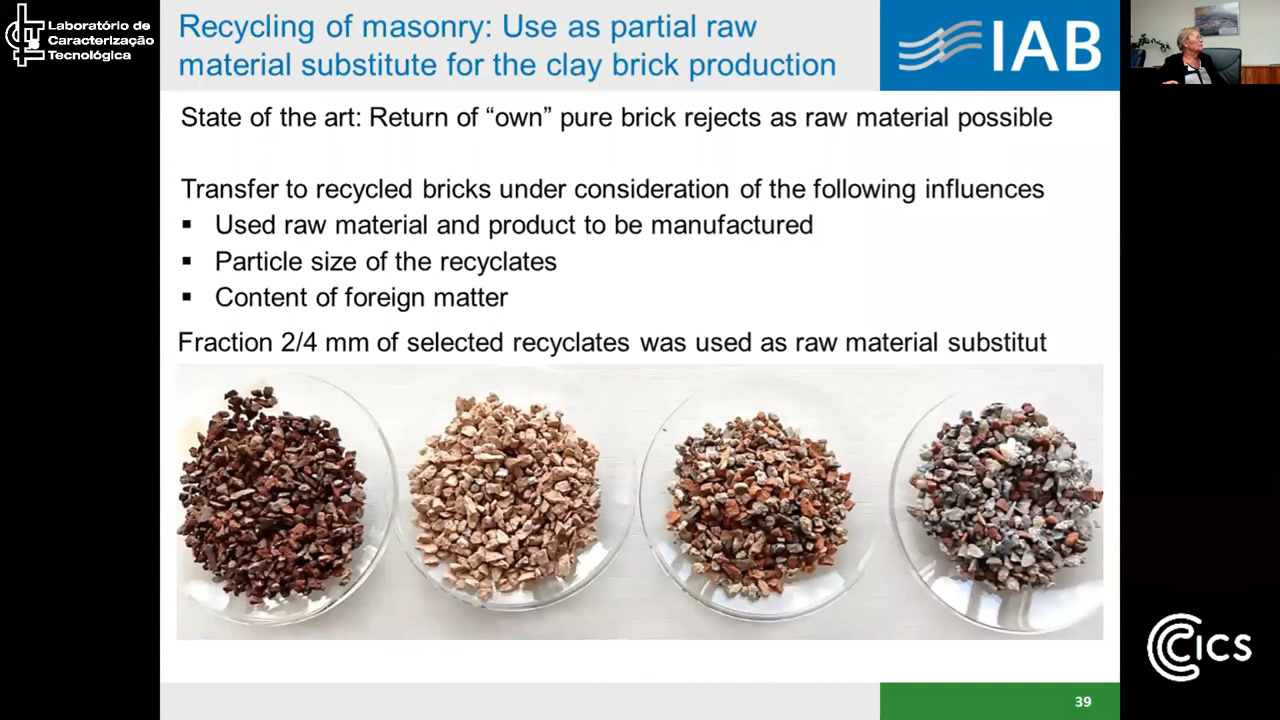 Laboratório de
Caracterização
Tecnológica
Recycling of masonry: Use as partial raw
material substitute for the clay brick production
IAB
State of the art: Return of “own” pure brick rejects as raw material possible
Transfer to recycled bricks under consideration of the following influences
▪ Used raw material and product to be manufactured
▪ Particle size of the recyclates
▪ Content of foreign matter
Fraction 2/4 mm of selected recyclates was used as raw material substitut
CICS
39